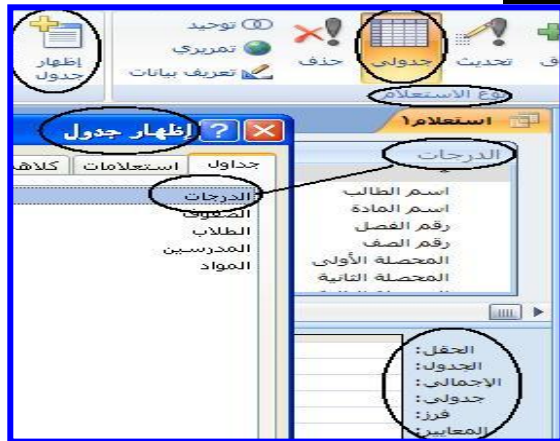 توحيد
تمريري
تعريف بيانات
إظهار
جدول
حذف
جدولي
تحديث
نوع الاستعلام
إظهار جدول
جداول
استعلامات
الدرجات
الصفوف
الطلاب
المدرسين
المواد
استعلام١
الدرجات
*
اسم الطالب
اسم المادة
رقم الفصل
رقم الصف
المحصلة الأولى
المحصلة الثانية
الحقل:
الجدول:
الإجمالي:
جدولي:
فرز:
المعايير: